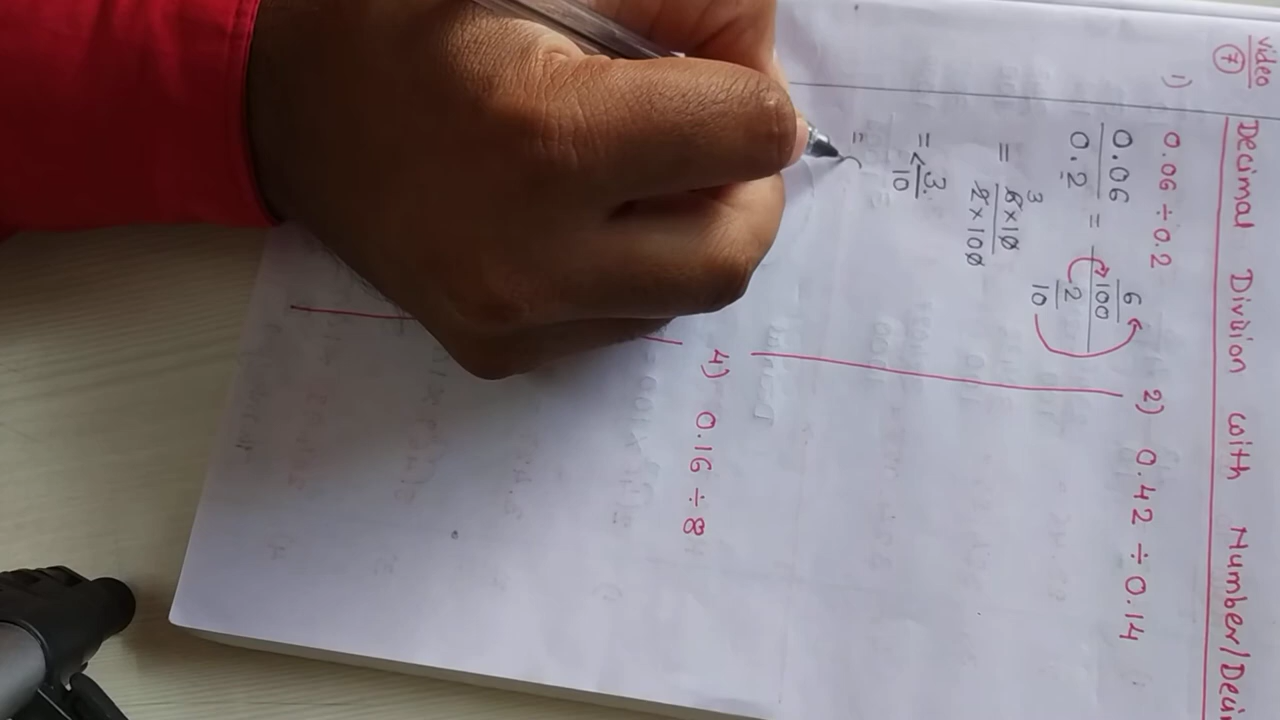 Video
7
Decimal Division with Number/Deci
1) 0.06 ÷ 0.2
0.06/0.2 = 6/100 / 2/10
= 3 6 × 10 / 2 × 100
= 3/10
=
2) 0.42 ÷ 0.14
4) 0.16 ÷ 8